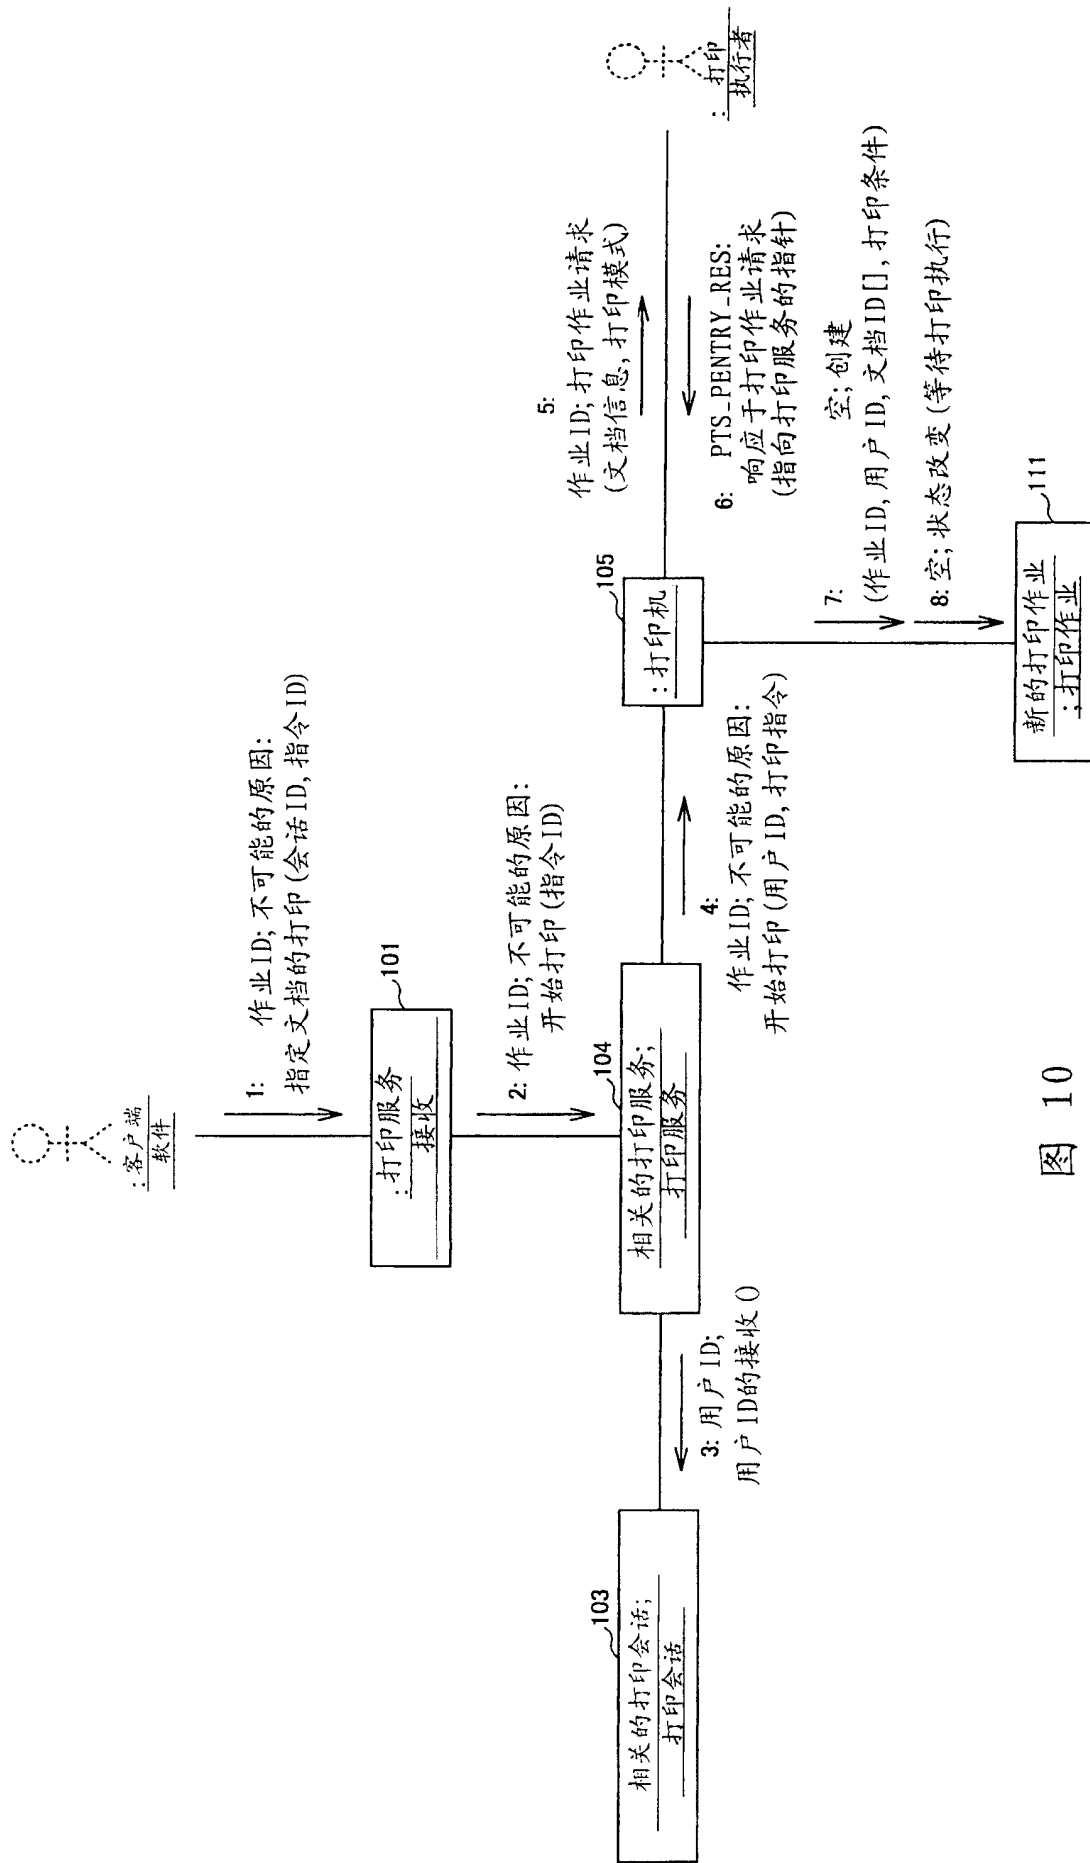 :客户端
软件
1:
作业ID;不可能的原因:
指定文档的打印(会话ID,指令ID)
101
:打印服务
接收
2: 作业ID;不可能的原因:
开始打印(指令ID)
103
相关的打印会话;
打印会话
3: 用户ID;
用户ID的接收()
104
相关的打印服务;
打印服务
4:
作业ID;不可能的原因:
开始打印(用户ID,打印指令)
105
:打印机
5:
作业ID;打印作业请求
(文档信息,打印模式)
6: PTS_PENTRY_RES:
响应于打印作业请求
(指向打印服务的指针)
: 打印
执行者
7:
空;创建
(作业ID,用户ID,文档ID[],打印条件)
8: 空;状态改变(等待打印执行)
111
新的打印作业
;打印作业
图 10